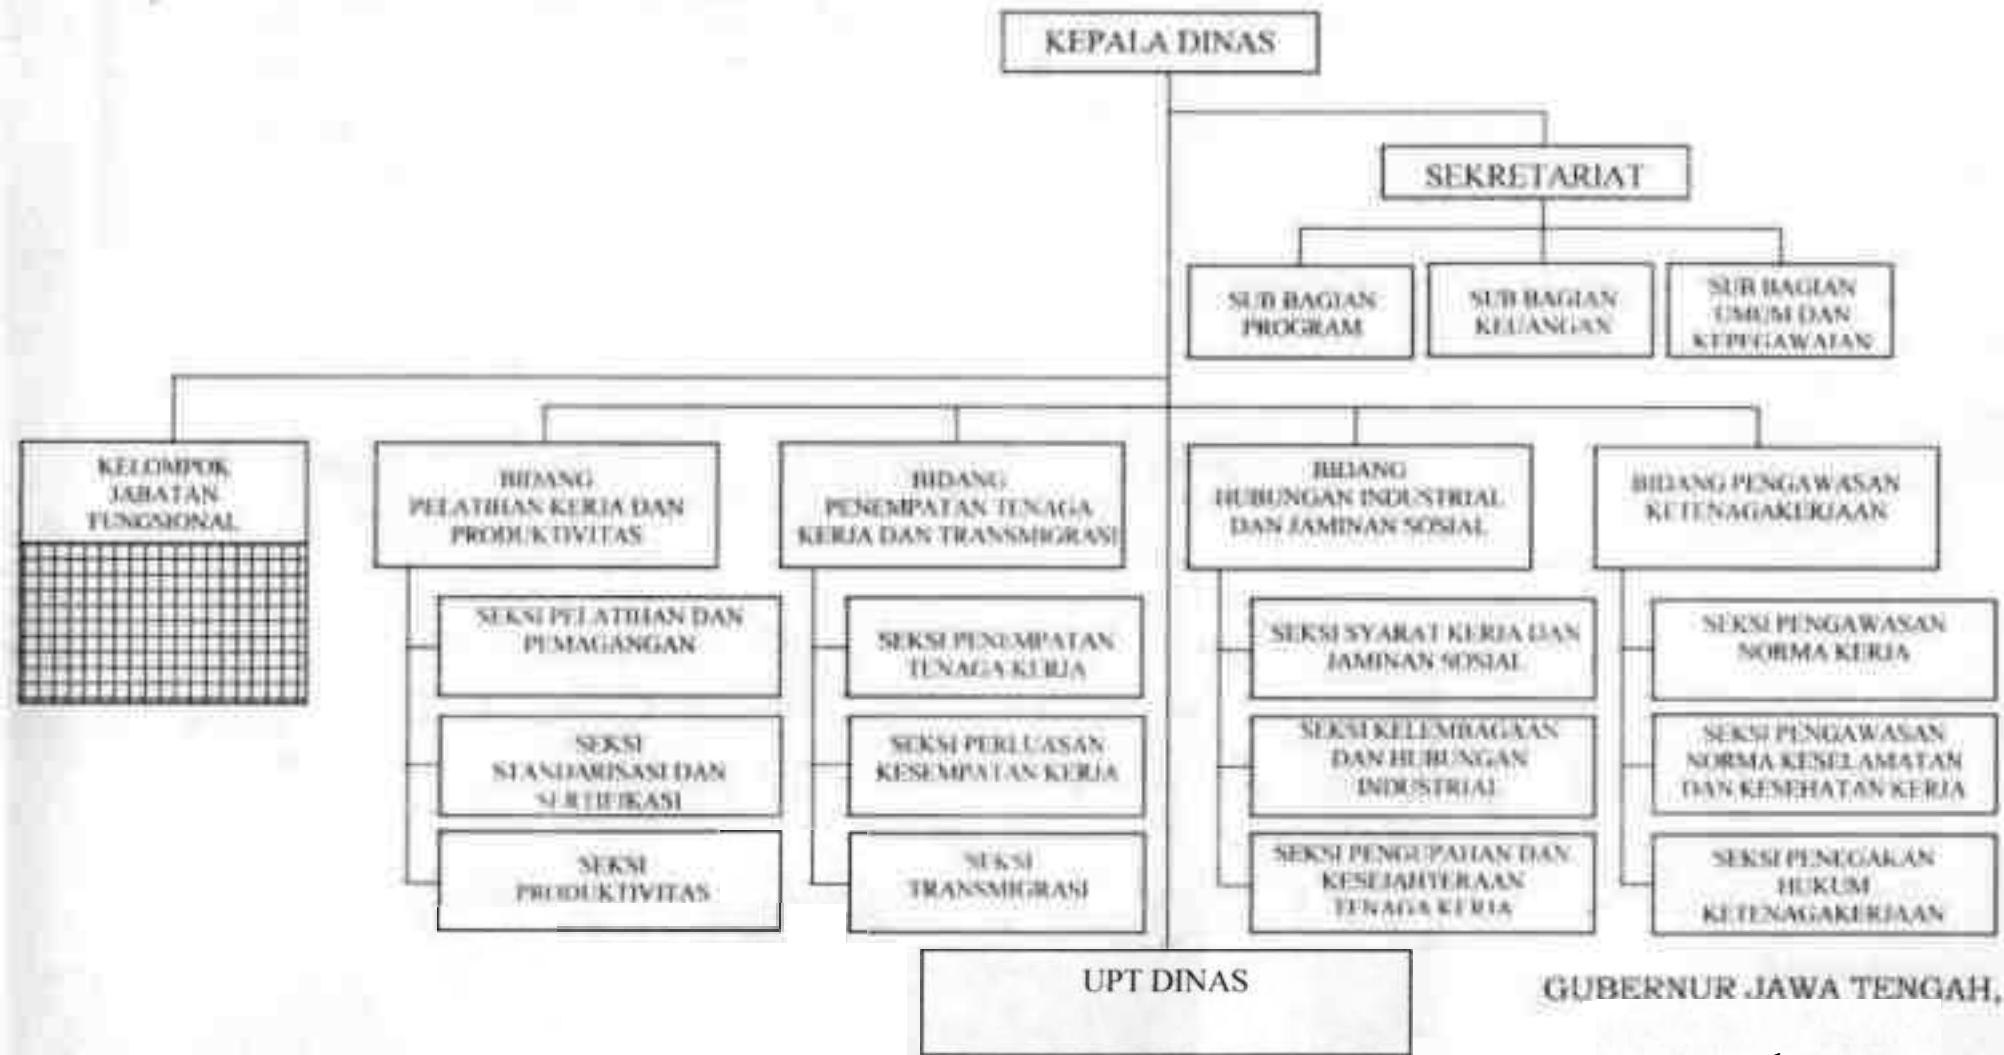 KEPALA DINAS
SEKRETARIAT
SUB BAGIAN
PROGRAM
SUB BAGIAN
KEUANGAN
SUB BAGIAN
UMUM DAN
KEPEGAWAIAN
KELOMPOK
JABATAN
FUNGSIONAL
BIDANG
PELATIHAN KERJA DAN
PRODUKTIVITAS
BIDANG
PENEMPATAN TENAGA
KERJA DAN TRANSMIGRASI
BIDANG
HUBUNGAN INDUSTRIAL
DAN JAMINAN SOSIAL
BIDANG PENGAWASAN
KETENAGAKERJAAN
SEKSI PELATIHAN DAN
PEMAGANGAN
SEKSI
STANDARISASI DAN
SERTIFIKASI
SEKSI
PRODUKTIVITAS
SEKSI PENEMPATAN
TENAGA KERJA
SEKSI PERLUASAN
KESEMPATAN KERJA
SEKSI
TRANSMIGRASI
SEKSI SYARAT KERJA DAN
JAMINAN SOSIAL
SEKSI KELEMBAGAAN
DAN HUBUNGAN
INDUSTRIAL
SEKSI PENGUPAHAN DAN
KESEJAHTERAAN
TENAGA KERJA
SEKSI PENGAWASAN
NORMA KERJA
SEKSI PENGAWASAN
NORMA KESELAMATAN
DAN KESEHATAN KERJA
SEKSI PENEGAKAN
HUKUM
KETENAGAKERJAAN
UPT DINAS
GUBERNUR JAWA TENGAH,